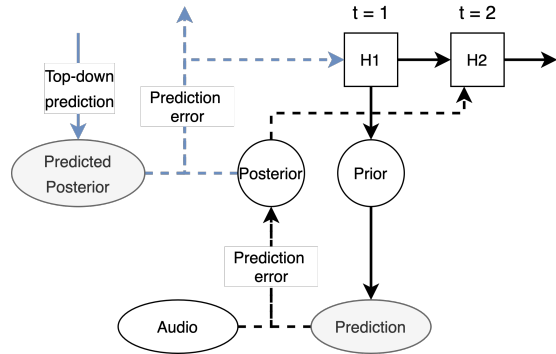 t = 1
t = 2
H1
H2
Top-down
prediction
Prediction
error
Predicted
Posterior
Posterior
Prior
Prediction
error
Audio
Prediction